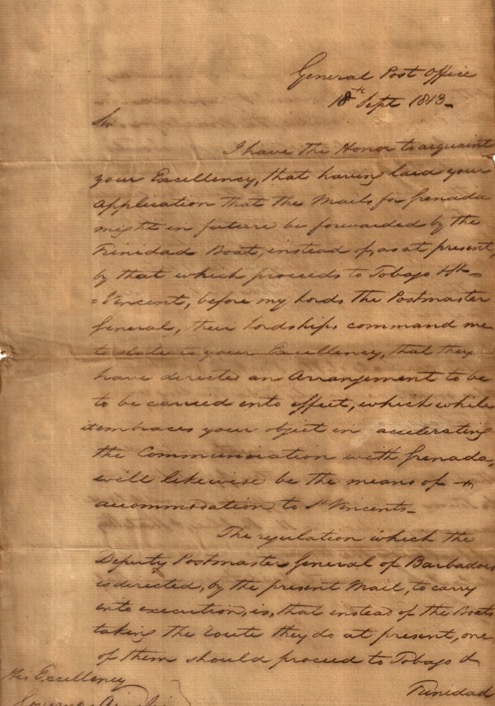 General Post Office
18th Sept 1813_
Sir
I have the Honor to acquaint
your Excellency, that having laid your
application that the Mails for Grenada
might in future be forwarded by the
Trinidad Boat, instead of, as at present,
by that which proceeds to Tobago & St=
=Vincent, before my Lords the Postmaster
General, their Lordships command me
to state to your Excellency, that they
have directed an Arrangement to be
to be carried into effect, which while
it embraces your object in accelerating
the Communication with Grenada,
will likewise be the means of
accommodation to St Vincents_
The regulation which the
Deputy Postmaster General of Barbadoes
is directed, by the present Mail, to carry
into execution, is, that instead of the Boats
taking the route they do at present, one
of them should proceed to Tobago &
Trinidad
His Excellency
Governor